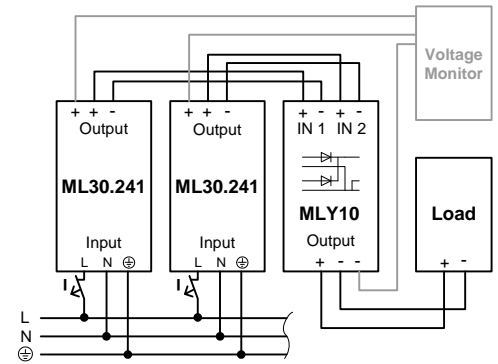 Voltage
Monitor
+ + -
Output
ML30.241
Input
L N ⏚
I
+ + -
Output
ML30.241
Input
L N ⏚
I
+ - + -
IN 1 IN 2
MLY10
Output
+ - -
Load
+ -
L
N
⏚